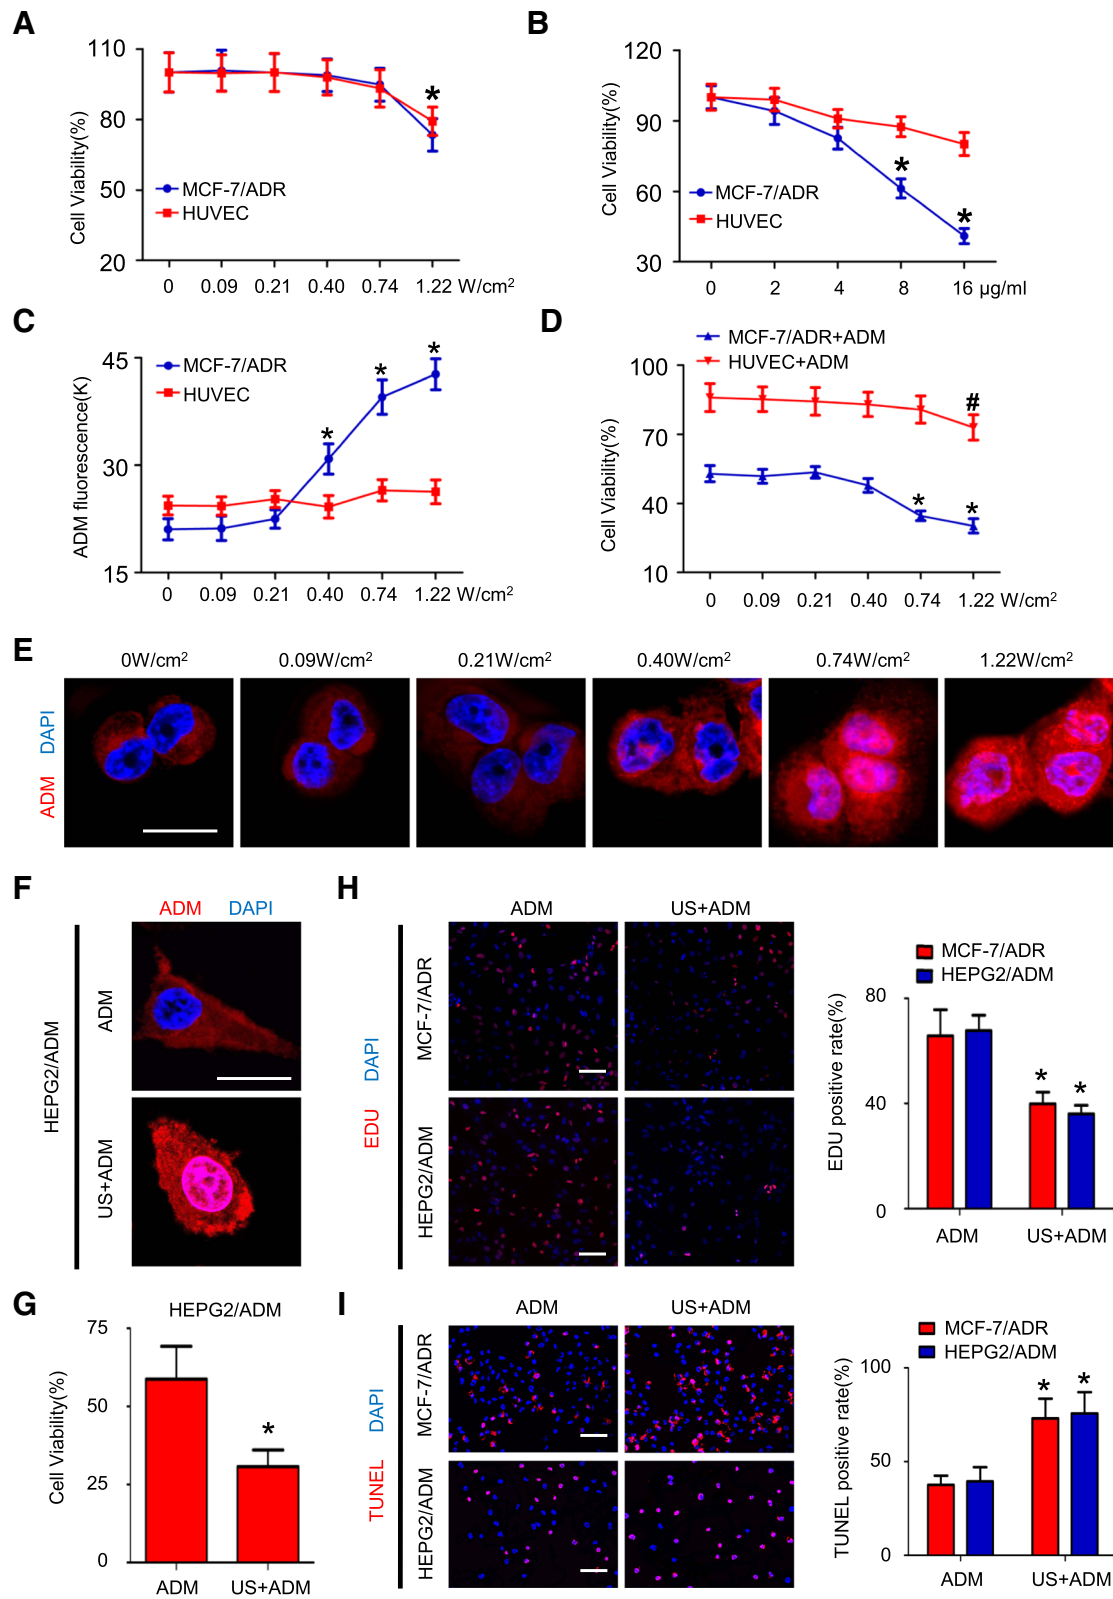 A
110
80
50
20
Cell Viability(%)
MCF-7/ADR
HUVEC
*
0 0.09 0.21 0.40 0.74 1.22 W/cm²
B
120
90
60
30
Cell Viability(%)
MCF-7/ADR
HUVEC
*
*
0 2 4 8 16 µg/ml
C
45
30
15
ADM fluorescence(K)
MCF-7/ADR
HUVEC
*
*
*
0 0.09 0.21 0.40 0.74 1.22 W/cm²
D
MCF-7/ADR+ADM
HUVEC+ADM
100
70
40
10
Cell Viability(%)
#
*
*
0 0.09 0.21 0.40 0.74 1.22 W/cm²
E
0W/cm² 0.09W/cm² 0.21W/cm² 0.40W/cm² 0.74W/cm² 1.22W/cm²
ADM DAPI
F
ADM DAPI
HEPG2/ADM
ADM
US+ADM
H
ADM US+ADM
EDU DAPI
MCF-7/ADR
HEPG2/ADM
MCF-7/ADR
HEPG2/ADM
80
40
0
EDU positive rate(%)
*
*
ADM US+ADM
G
HEPG2/ADM
75
50
25
0
Cell Viability(%)
*
ADM US+ADM
I
ADM US+ADM
TUNEL DAPI
MCF-7/ADR
HEPG2/ADM
MCF-7/ADR
HEPG2/ADM
100
50
0
TUNEL positive rate(%)
*
*
ADM US+ADM